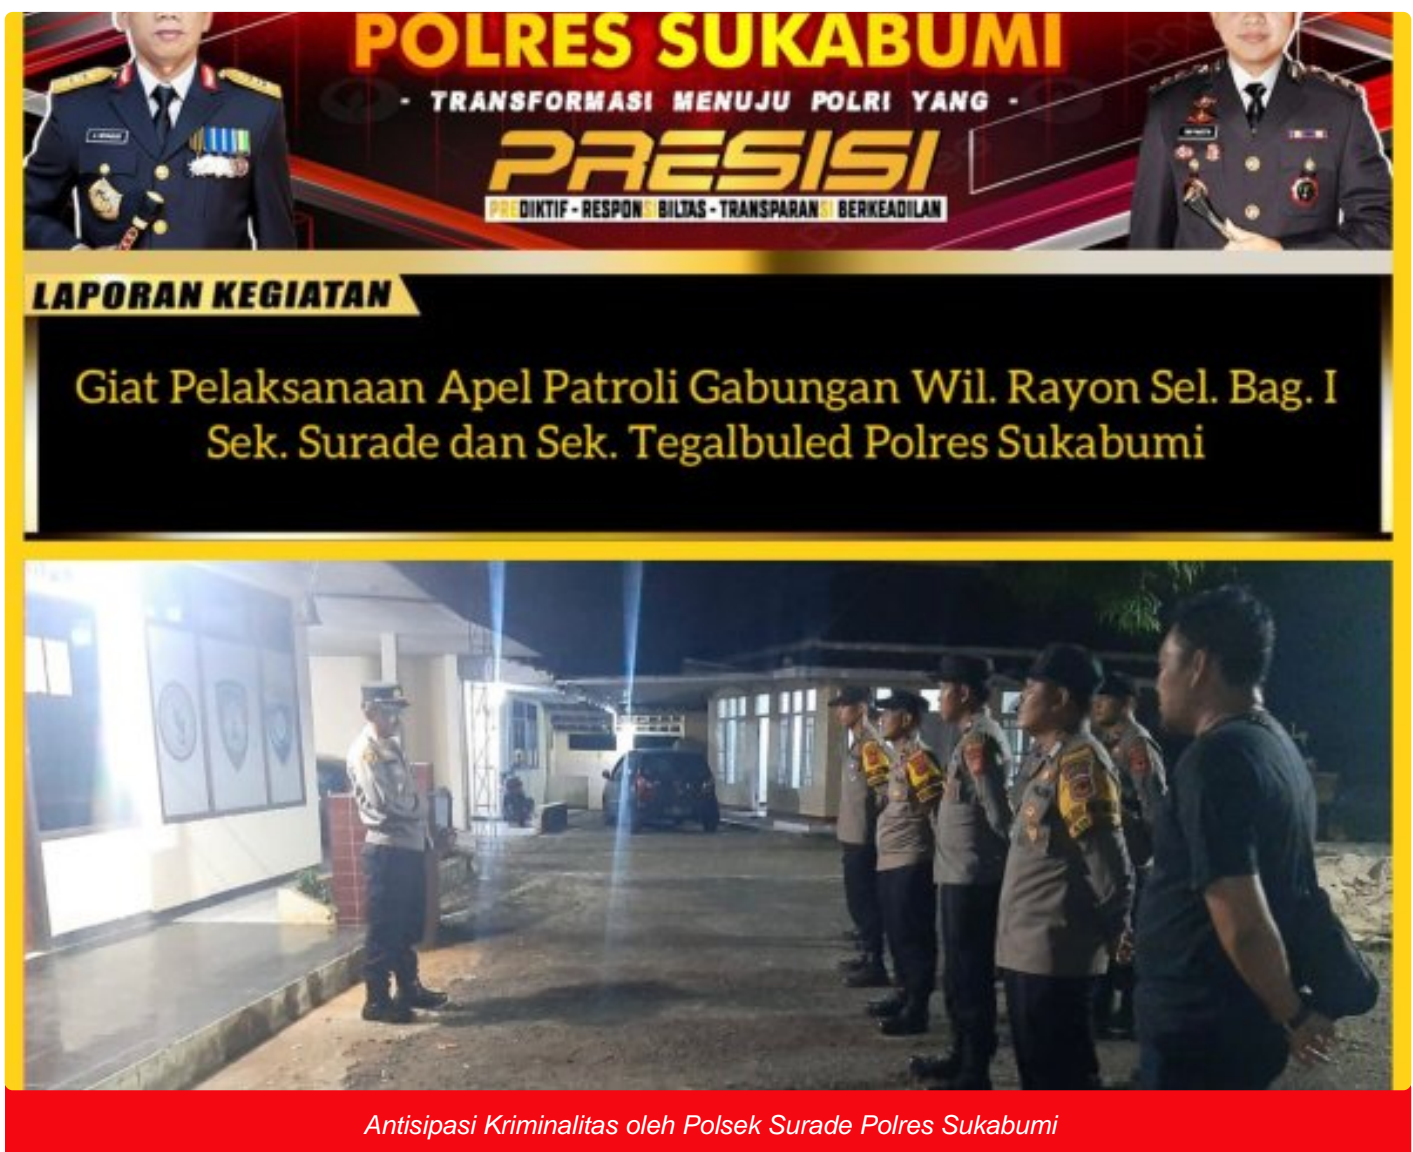 POLRES SUKABUMI
- TRANSFORMASI MENUJU POLRI YANG -
PRESISI
PREDIKTIF - RESPONSIBILTAS - TRANSPARANSI BERKEADILAN
LAPORAN KEGIATAN
Giat Pelaksanaan Apel Patroli Gabungan Wil. Rayon Sel. Bag. I
Sek. Surade dan Sek. Tegalbuled Polres Sukabumi
Antisipasi Kriminalitas oleh Polsek Surade Polres Sukabumi